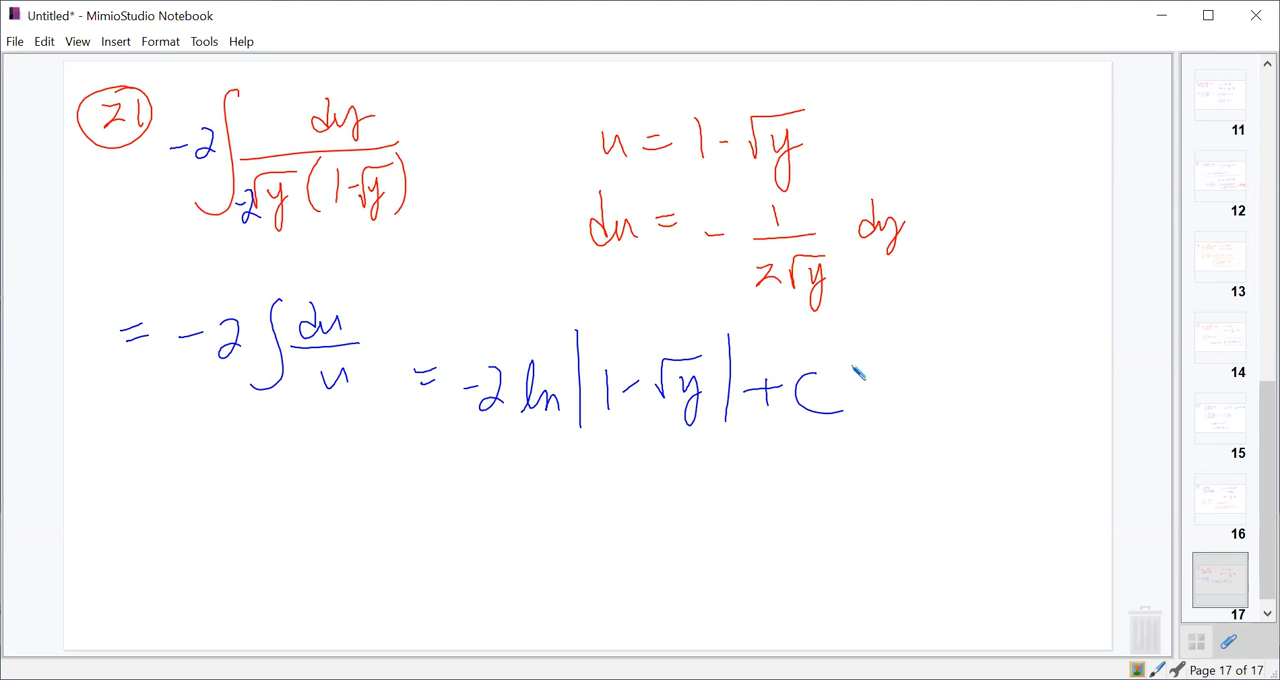 Untitled* - MimioStudio Notebook
File Edit View Insert Format Tools Help
21
-2 ∫ dy / (-2√y (1-√y))
u = 1 - √y
du = - 1/(2√y) dy
= -2 ∫ du/u = -2 ln |1 - √y| + C
11
12
13
14
15
16
17
Page 17 of 17